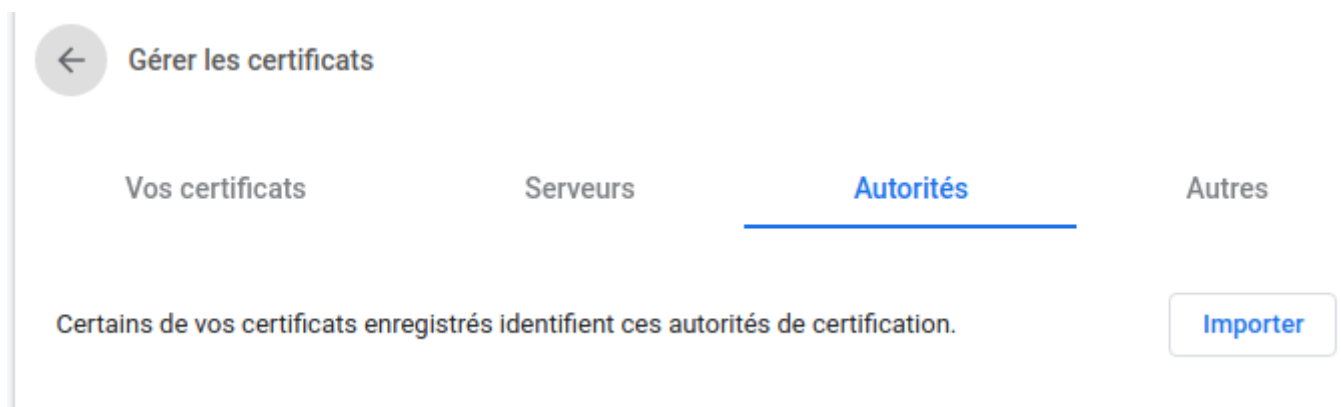 Gérer les certificats
Vos certificats Serveurs Autorités Autres
Certains de vos certificats enregistrés identifient ces autorités de certification. Importer